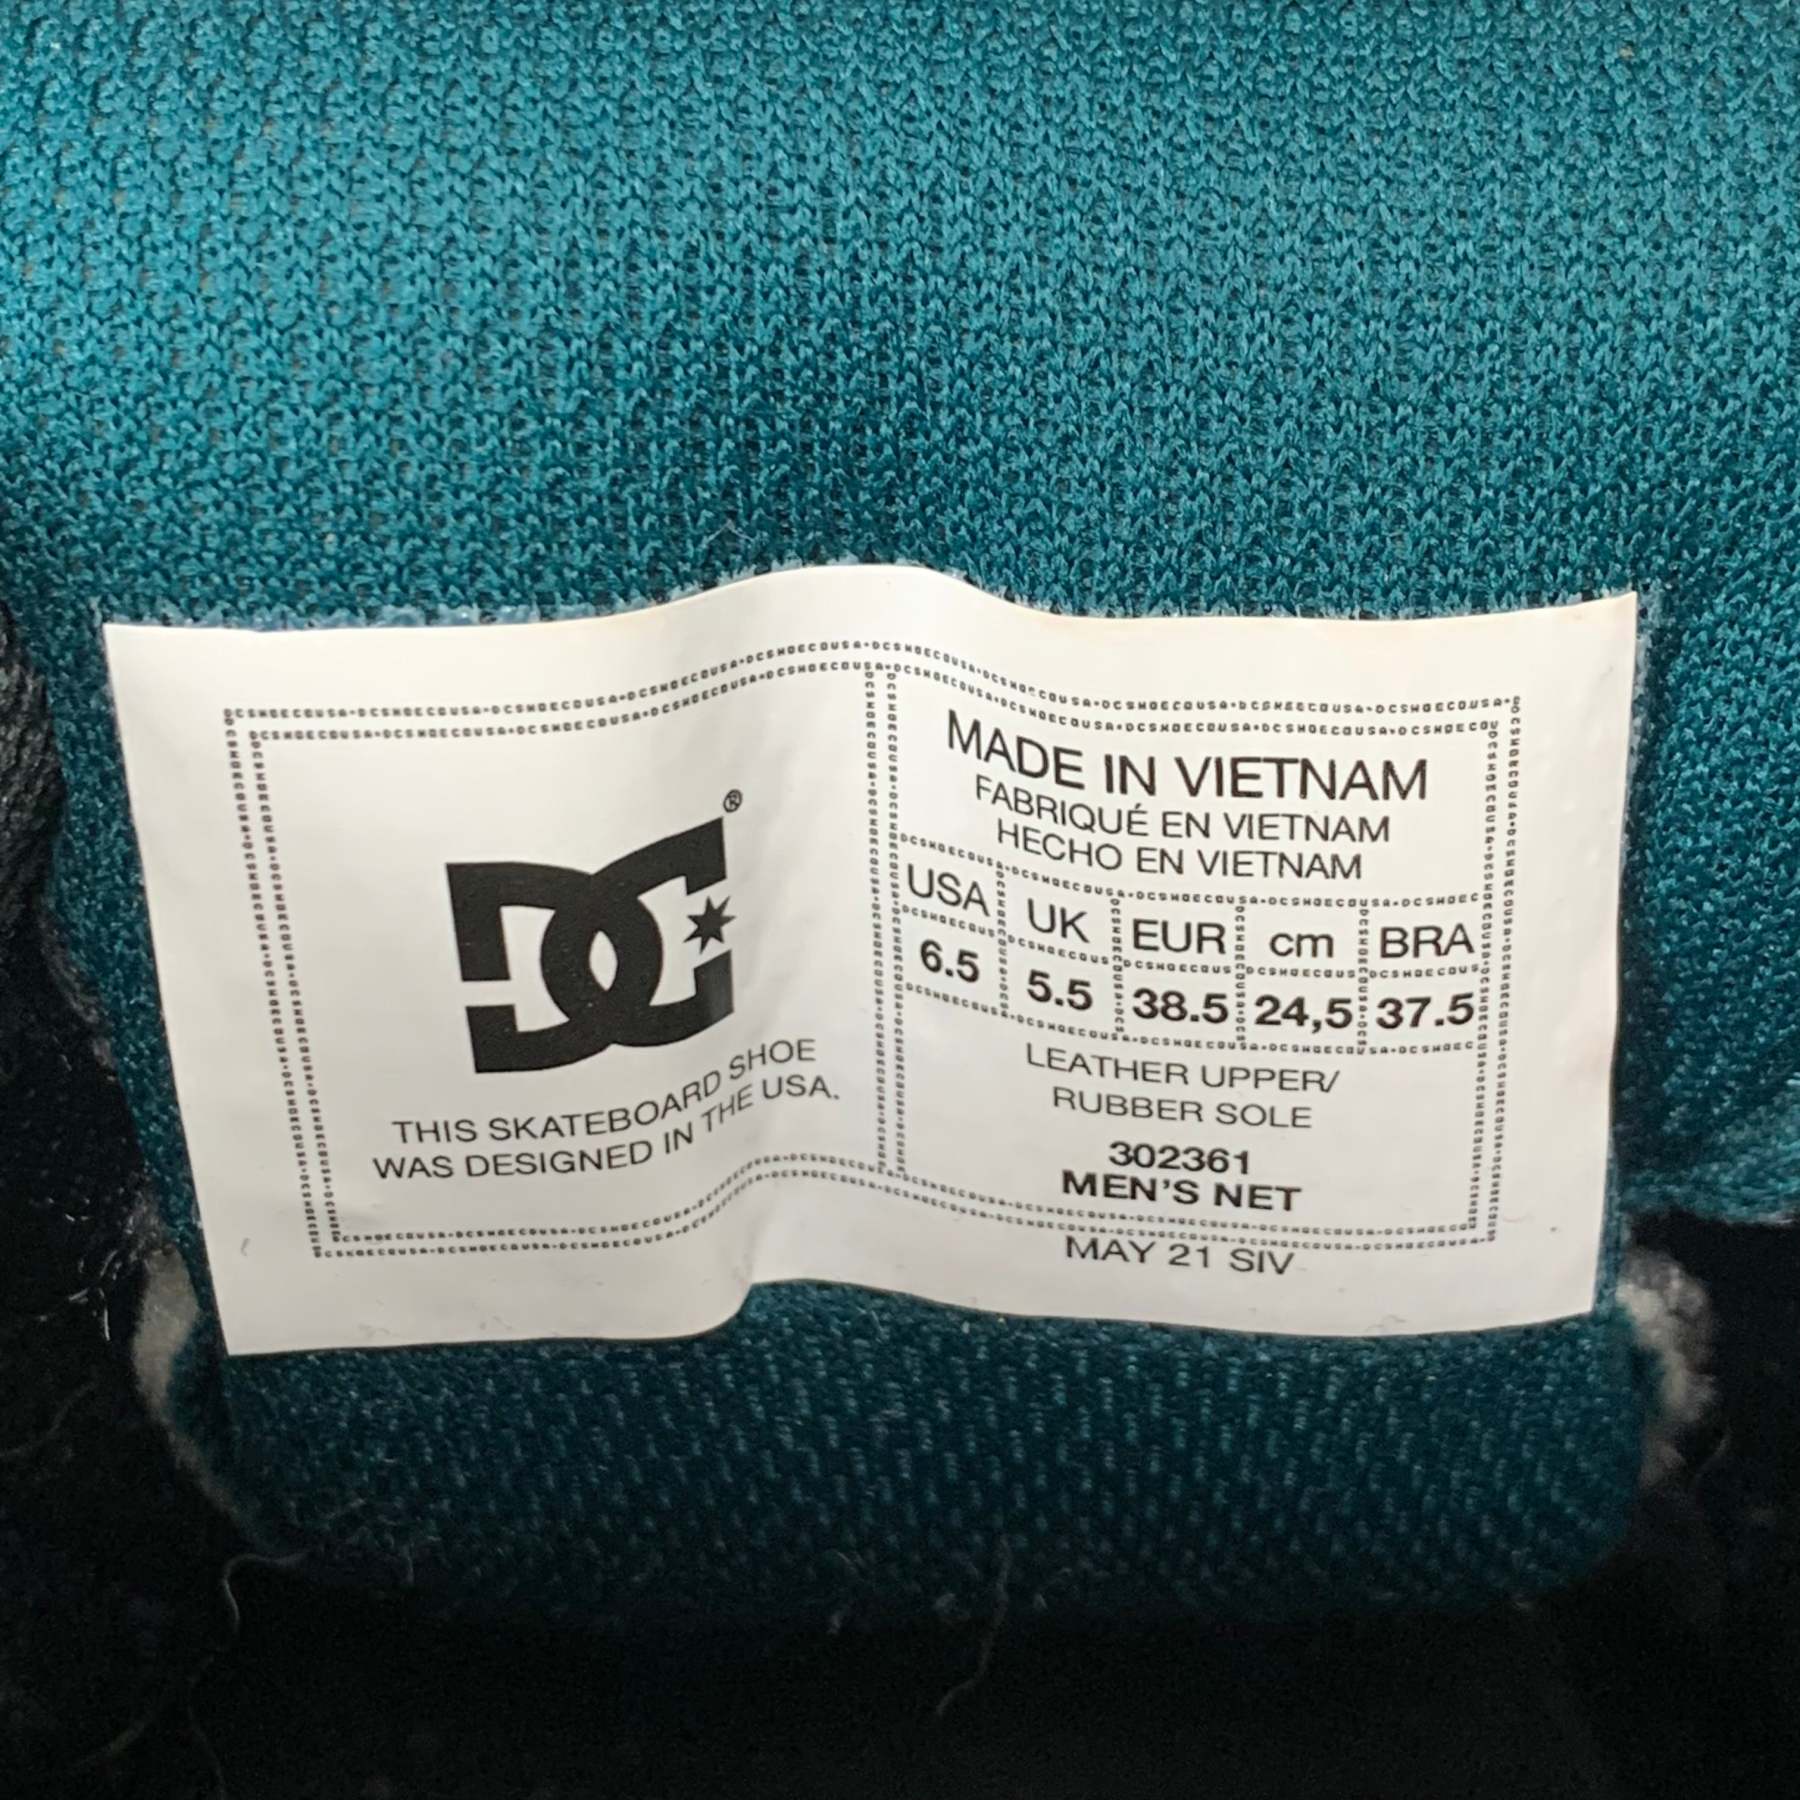 DC®
THIS SKATEBOARD SHOE
WAS DESIGNED IN THE USA.
MADE IN VIETNAM
FABRIQUÉ EN VIETNAM
HECHO EN VIETNAM
USA UK EUR cm BRA
6.5 5.5 38.5 24,5 37.5
LEATHER UPPER/
RUBBER SOLE
302361
MEN'S NET
MAY 21 SIV